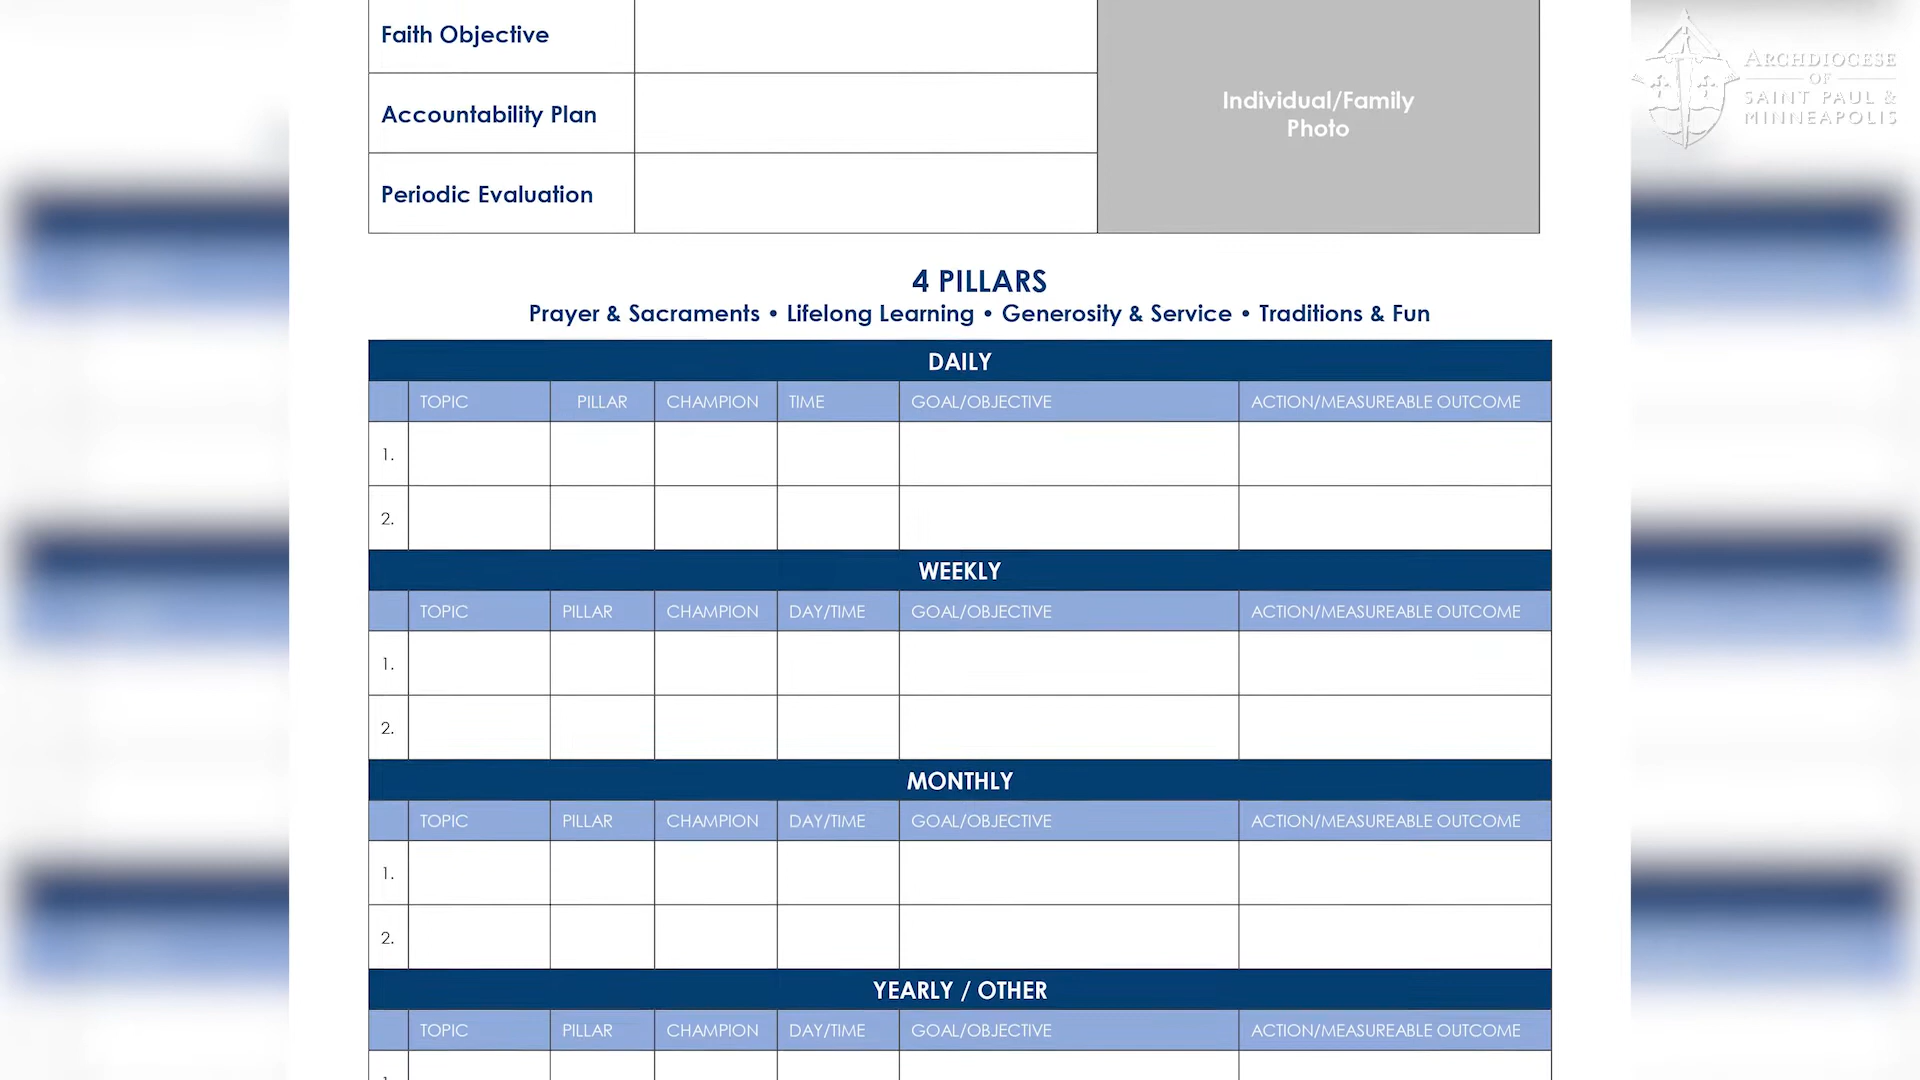 Faith Objective
Accountability Plan
Periodic Evaluation
Individual/Family
Photo
ARCHDIOCESE
OF
SAINT PAUL &
MINNEAPOLIS
4 PILLARS
Prayer & Sacraments • Lifelong Learning • Generosity & Service • Traditions & Fun
DAILY
TOPIC PILLAR CHAMPION TIME GOAL/OBJECTIVE ACTION/MEASUREABLE OUTCOME
1.
2.
WEEKLY
TOPIC PILLAR CHAMPION DAY/TIME GOAL/OBJECTIVE ACTION/MEASUREABLE OUTCOME
1.
2.
MONTHLY
TOPIC PILLAR CHAMPION DAY/TIME GOAL/OBJECTIVE ACTION/MEASUREABLE OUTCOME
1.
2.
YEARLY / OTHER
TOPIC PILLAR CHAMPION DAY/TIME GOAL/OBJECTIVE ACTION/MEASUREABLE OUTCOME